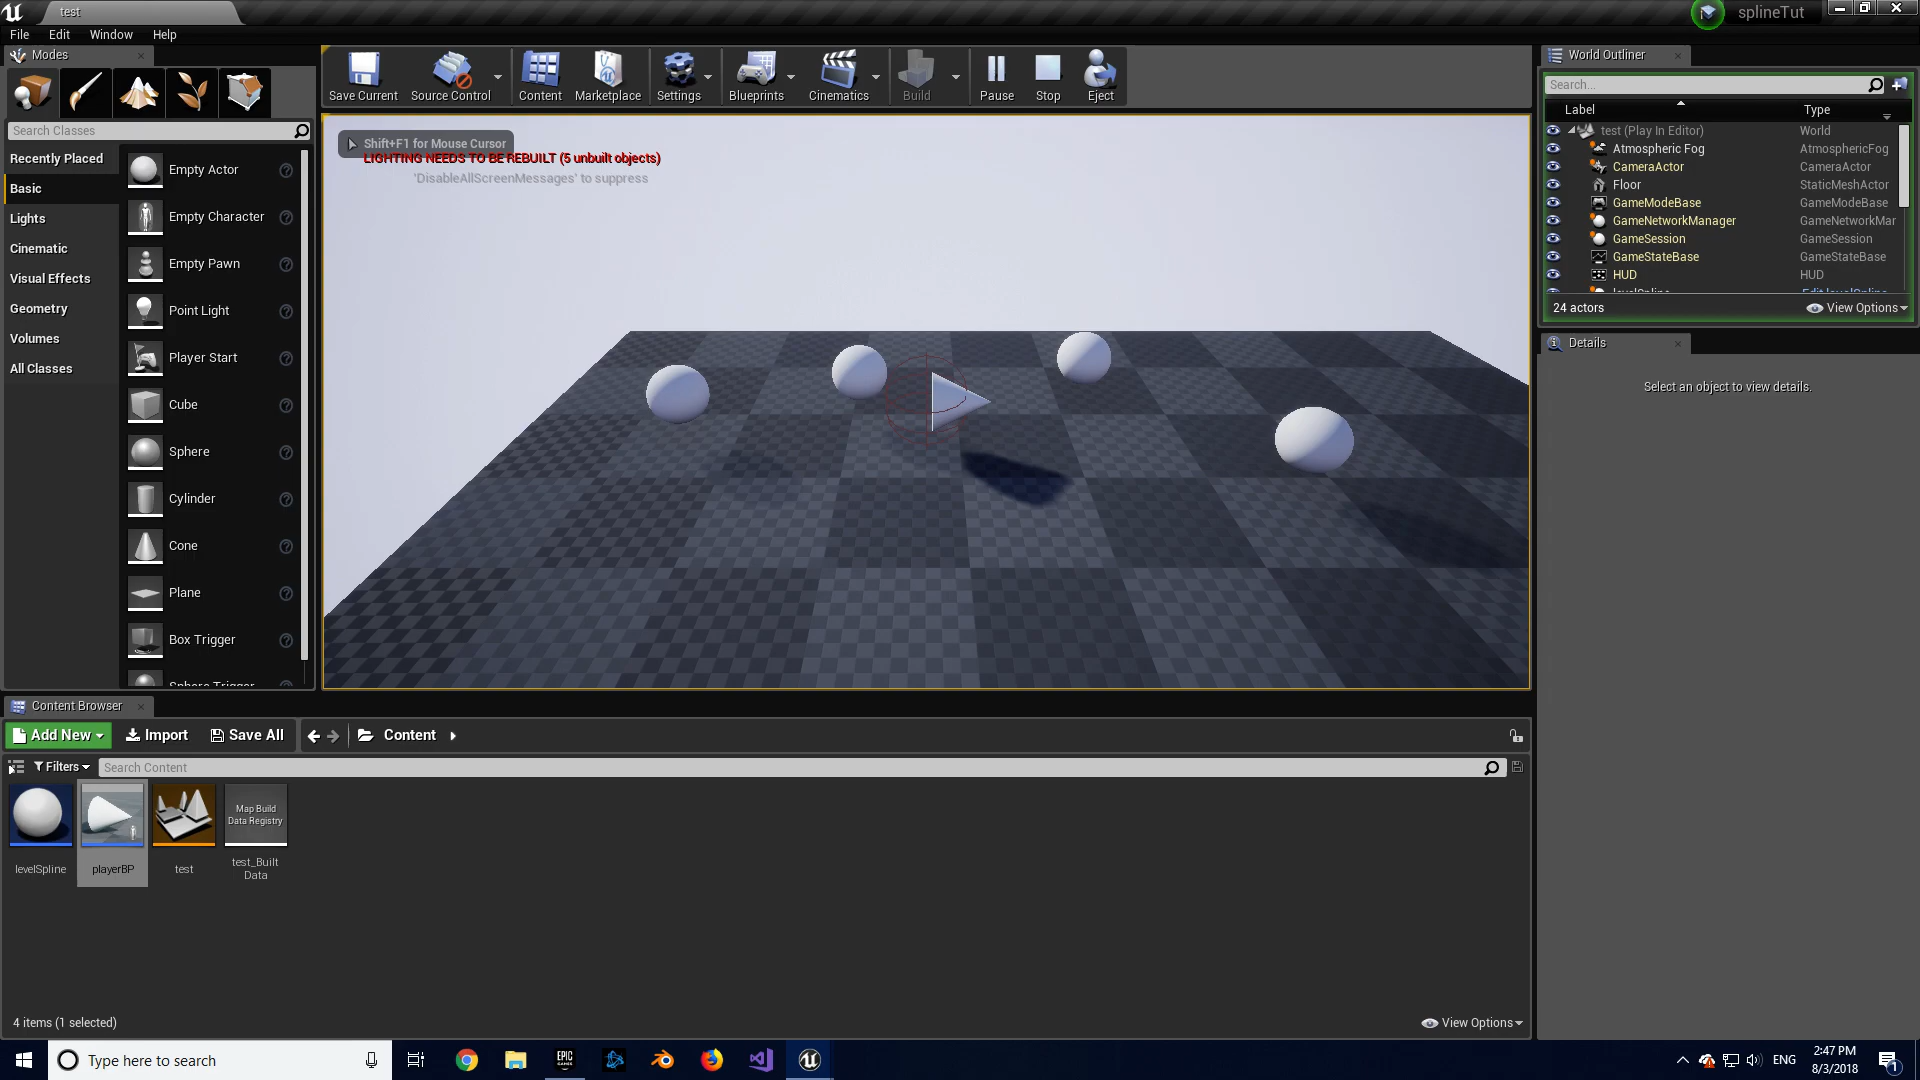 test
splineTut
File Edit Window Help
Modes
Search Classes
Recently Placed
Basic
Lights
Cinematic
Visual Effects
Geometry
Volumes
All Classes
Empty Actor
Empty Character
Empty Pawn
Point Light
Player Start
Cube
Sphere
Cylinder
Cone
Plane
Box Trigger
Sphere Trigger
Save Current
Source Control
Content
Marketplace
Settings
Blueprints
Cinematics
Build
Pause
Stop
Eject
Shift+F1 for Mouse Cursor
LIGHTING NEEDS TO BE REBUILT (5 unbuilt objects)
'DisableAllScreenMessages' to suppress
World Outliner
Search...
Label Type
test (Play In Editor) World
Atmospheric Fog AtmosphericFog
CameraActor CameraActor
Floor StaticMeshActor
GameModeBase GameModeBase
GameNetworkManager GameNetworkMar
GameSession GameSession
GameStateBase GameStateBase
HUD HUD
levelSpline Edit levelSpline
24 actors View Options
Details
Select an object to view details.
Content Browser
Add New Import Save All Content
Filters Search Content
levelSpline
playerBP
test
Map Build
Data Registry
test_Built
Data
4 items (1 selected)
View Options
Type here to search
EPIC
GAMES
ENG
2:47 PM
8/3/2018
1